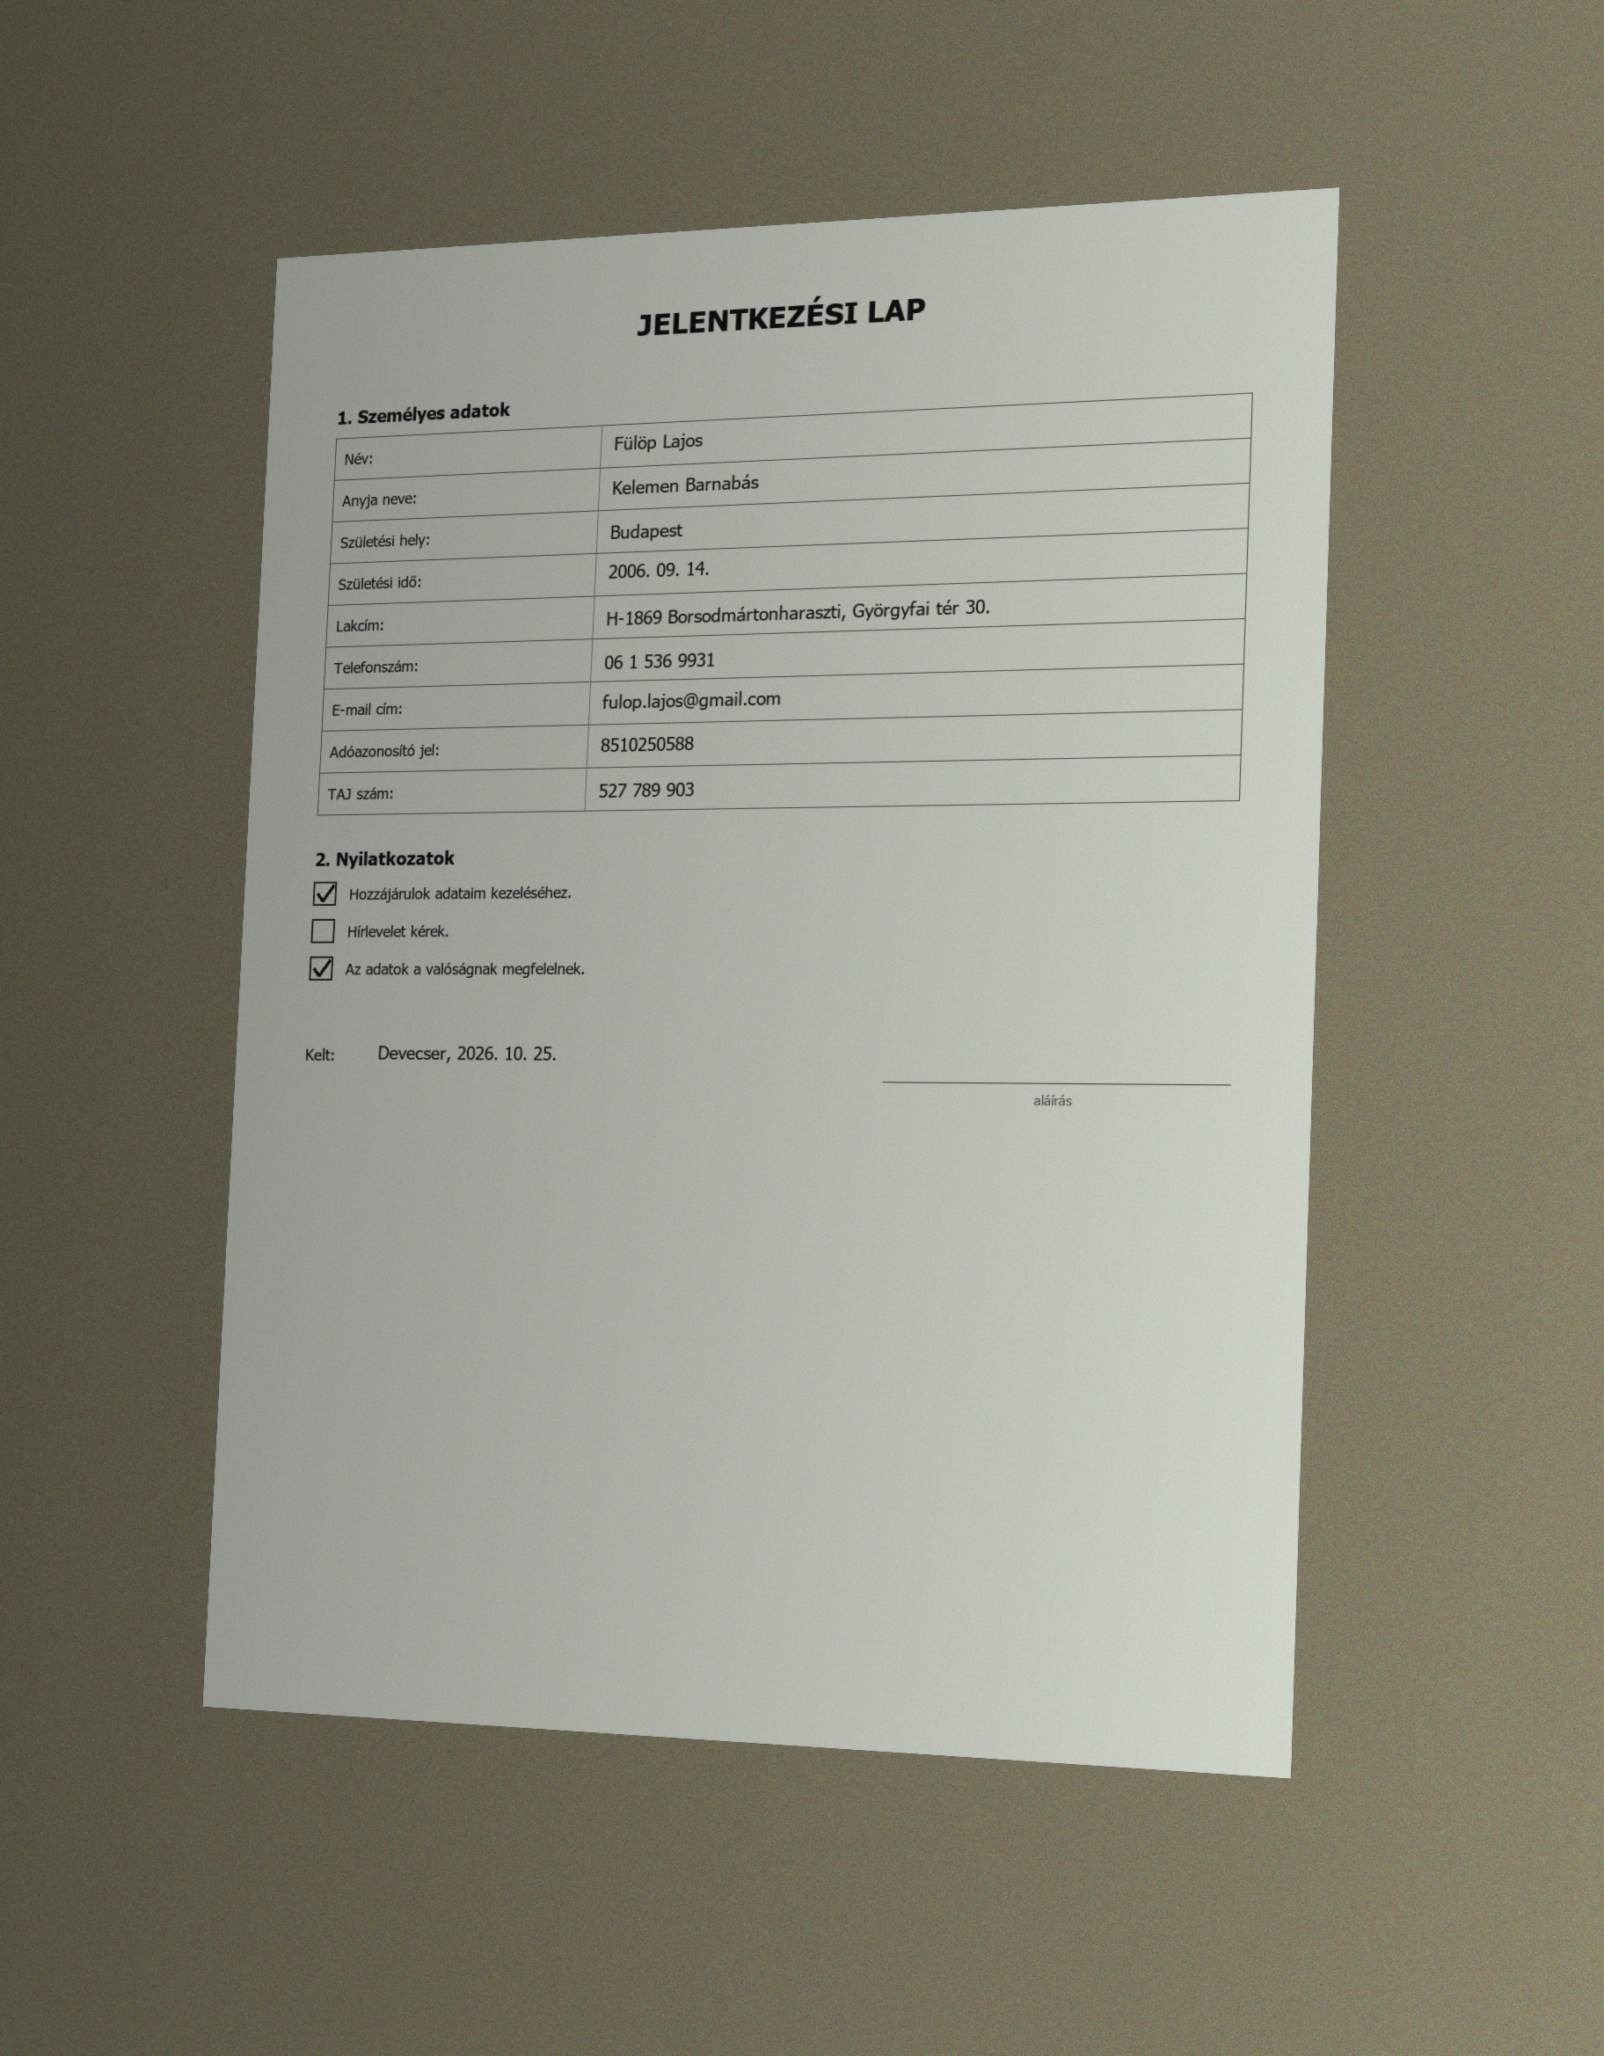 JELENTKEZÉSI LAP
1. Személyes adatok
Név: Fülöp Lajos
Anyja neve: Kelemen Barnabás
Születési hely: Budapest
Születési idő: 2006. 09. 14.
Lakcím: H-1869 Borsodmártonharaszti, Györgyfai tér 30.
Telefonszám: 06 1 536 9931
E-mail cím: fulop.lajos@gmail.com
Adóazonosító jel: 8510250588
TAJ szám: 527 789 903
2. Nyilatkozatok
Hozzájárulok adataim kezeléséhez.
Hírlevelet kérek.
Az adatok a valóságnak megfelelnek.
Kelt: Devecser, 2026. 10. 25.
aláírás